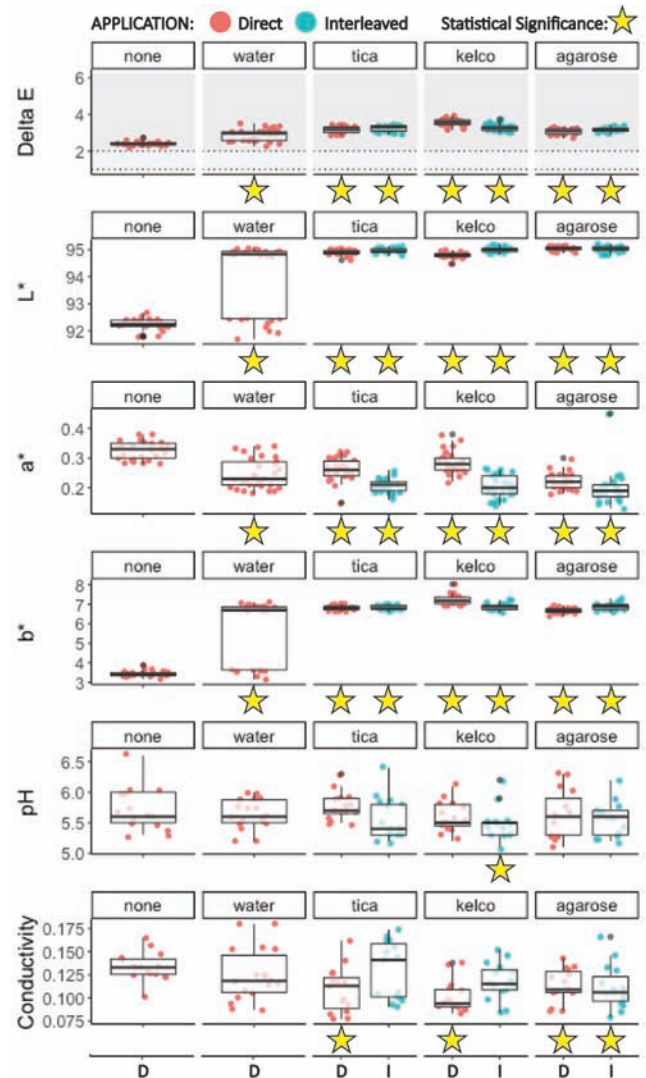 APPLICATION: Direct Interleaved Statistical Significance:
none water tica kelco agarose
Delta E
6
4
2
none water tica kelco agarose
L*
95
94
93
92
none water tica kelco agarose
a*
0.4
0.3
0.2
none water tica kelco agarose
b*
8
7
6
5
4
3
none water tica kelco agarose
pH
6.5
6.0
5.5
5.0
none water tica kelco agarose
Conductivity
0.175
0.150
0.125
0.100
0.075
D D D I D I D I